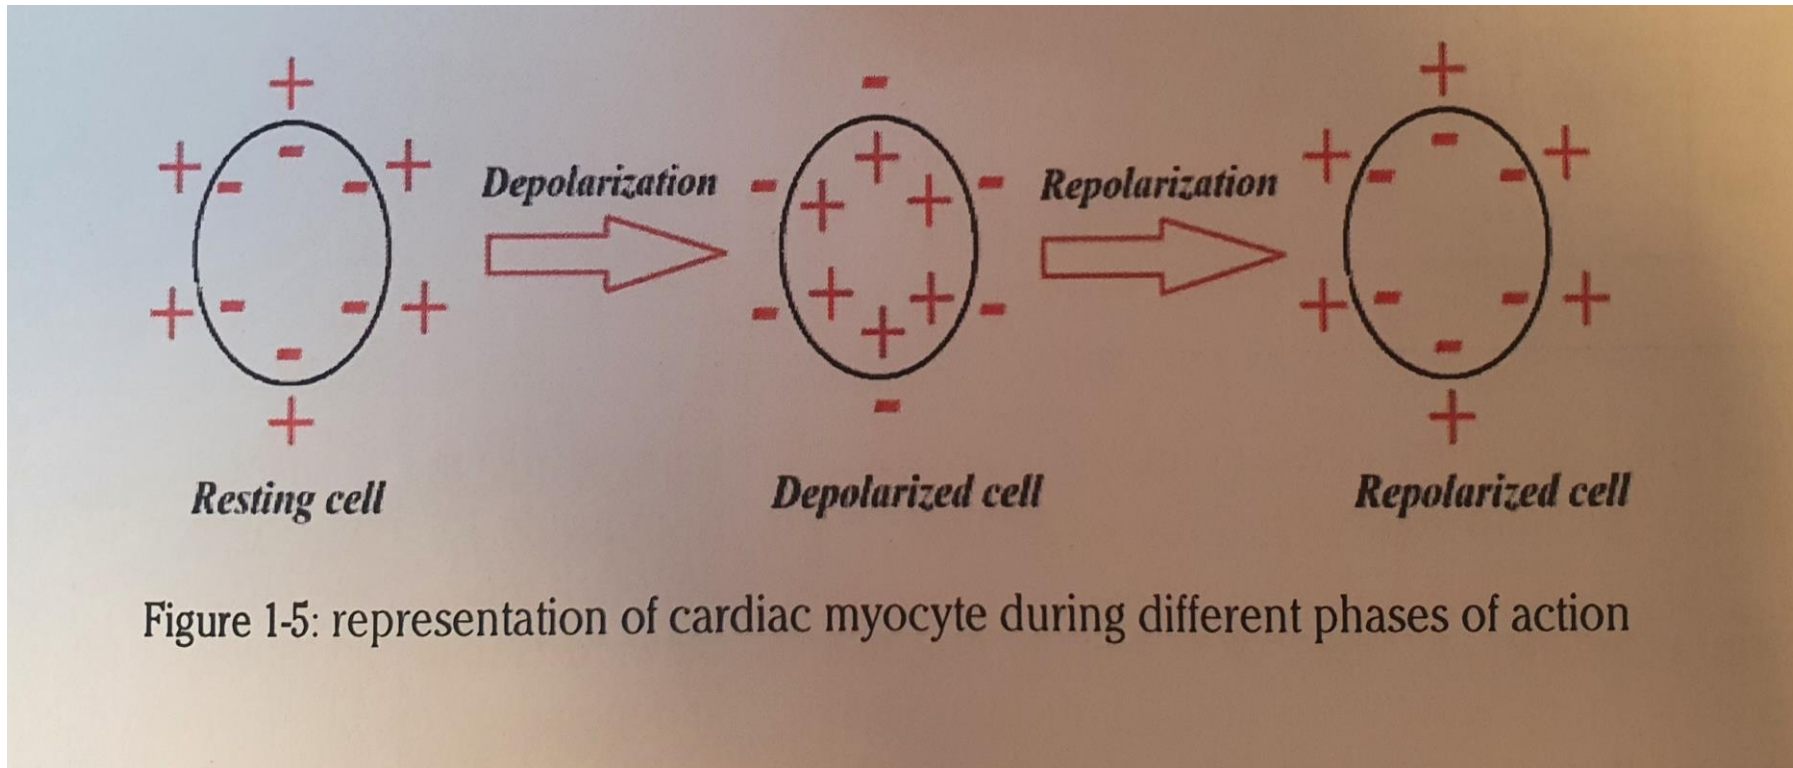 Depolarization
Repolarization
Resting cell
Depolarized cell
Repolarized cell
Figure 1-5: representation of cardiac myocyte during different phases of action